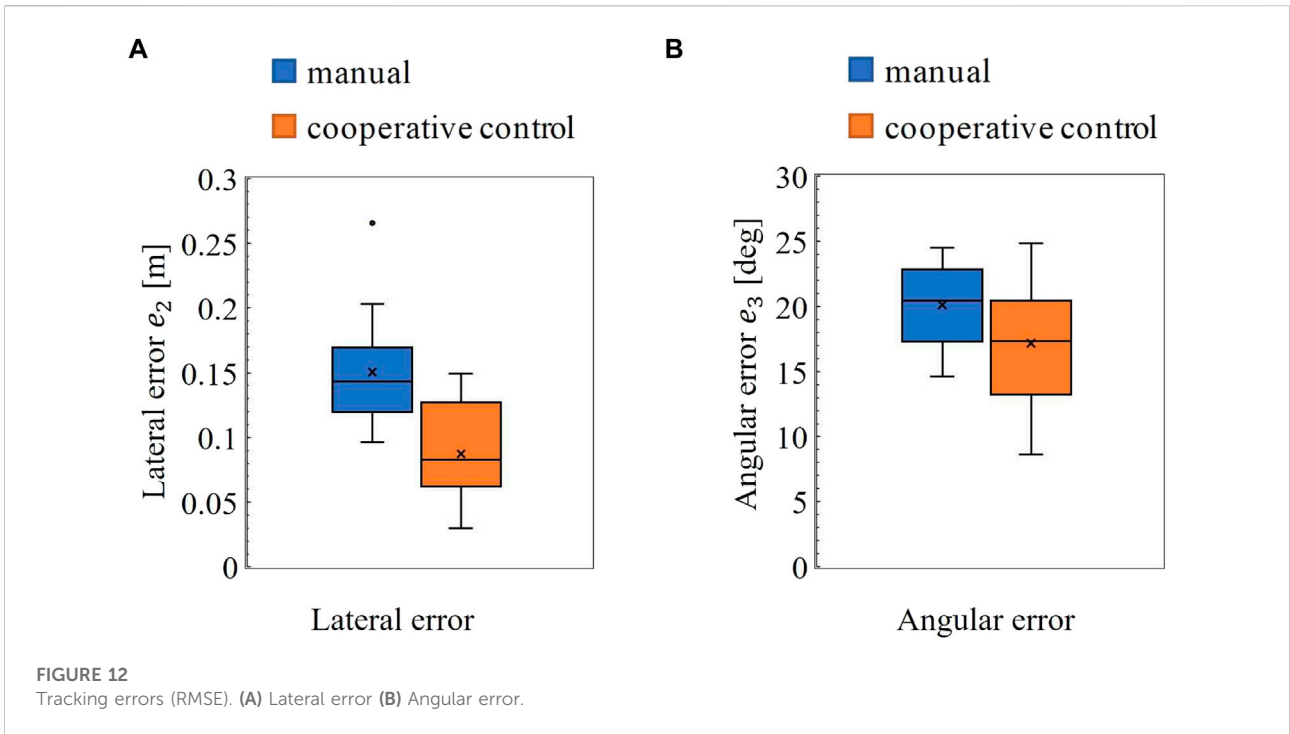 A
manual
cooperative control
0.3
0.25
0.2
0.15
0.1
0.05
0
Lateral error e₂ [m]
Lateral error
B
manual
cooperative control
30
25
20
15
10
5
0
Angular error e₃ [deg]
Angular error
FIGURE 12
Tracking errors (RMSE). (A) Lateral error (B) Angular error.